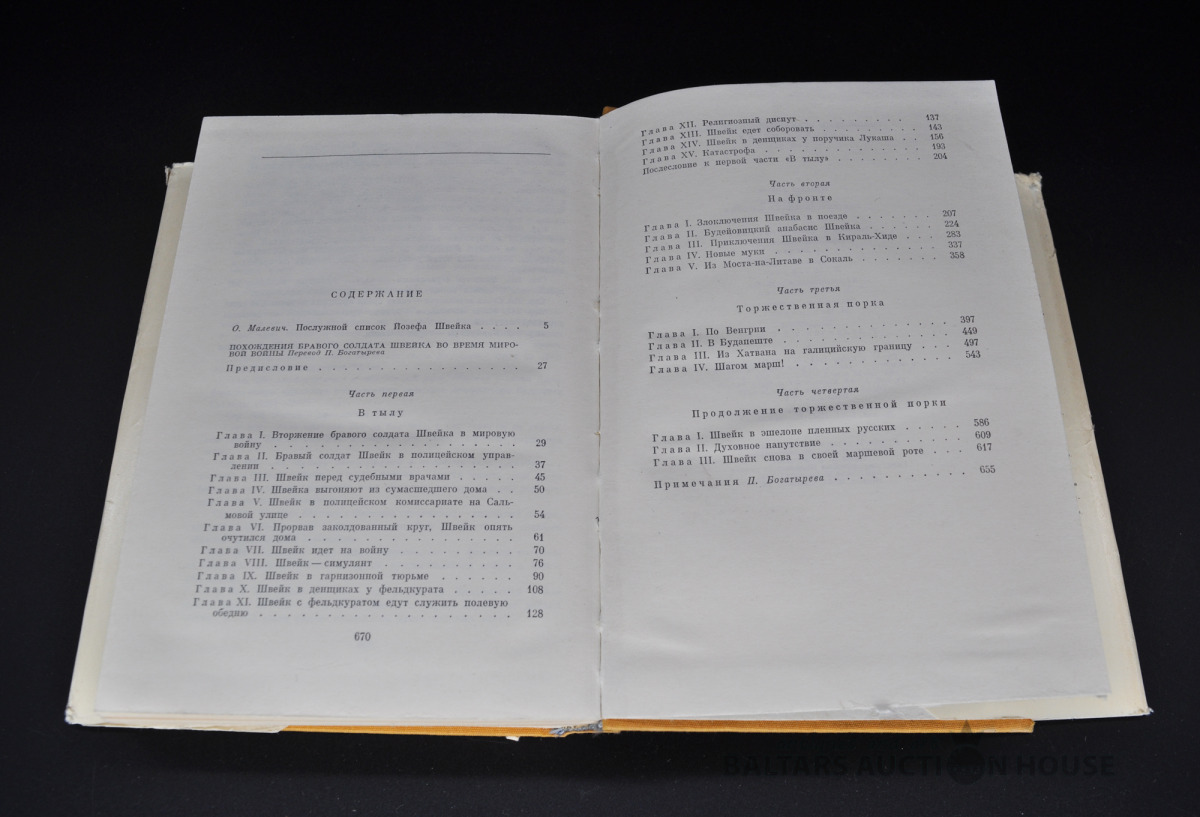 СОДЕРЖАНИЕ
О. Малевич. Послужной список Йозефа Швейка . . . . 5
ПОХОЖДЕНИЯ БРАВОГО СОЛДАТА ШВЕЙКА ВО ВРЕМЯ МИРО-
ВОЙ ВОЙНЫ Перевод П. Богатырева
Предисловие . . . . . . . . . . . . . . . . . . 27
Часть первая
В тылу
Глава I. Вторжение бравого солдата Швейка в мировую
войну . . . . . . . . . . . . . . . . . . 29
Глава II. Бравый солдат Швейк в полицейском управ-
лении . . . . . . . . . . . . . . . . . . 37
Глава III. Швейк перед судебными врачами . . . . . 45
Глава IV. Швейка выгоняют из сумасшедшего дома . . 50
Глава V. Швейк в полицейском комиссариате на Саль-
мовой улице . . . . . . . . . . . . . . . . 54
Глава VI. Прорвав заколдованный круг, Швейк опять
очутился дома . . . . . . . . . . . . . . . 61
Глава VII. Швейк идет на войну . . . . . . . . . 70
Глава VIII. Швейк — симулянт . . . . . . . . . . 76
Глава IX. Швейк в гарнизонной тюрьме . . . . . . 90
Глава X. Швейк в денщиках у фельдкурата . . . . . 108
Глава XI. Швейк с фельдкуратом едут служить полевую
обедню . . . . . . . . . . . . . . . . . . 128
670
Глава XII. Религиозный диспут . . . . . . . . . 137
Глава XIII. Швейк едет соборовать . . . . . . . . 143
Глава XIV. Швейк в денщиках у поручика Лукаша . . 156
Глава XV. Катастрофа . . . . . . . . . . . . . 193
Послесловие к первой части «В тылу» . . . . . . . 204
Часть вторая
На фронте
Глава I. Злоключения Швейка в поезде . . . . . . . 207
Глава II. Будейовицкий анабасис Швейка . . . . . . 224
Глава III. Приключения Швейка в Кираль-Хиде . . . 283
Глава IV. Новые муки . . . . . . . . . . . . . 337
Глава V. Из Моста-на-Литаве в Сокаль . . . . . . . 358
Часть третья
Торжественная порка
Глава I. По Венгрии . . . . . . . . . . . . . . 397
Глава II. В Будапеште . . . . . . . . . . . . . 449
Глава III. Из Хатвана на галицийскую границу . . . 497
Глава IV. Шагом марш! . . . . . . . . . . . . . 543
Часть четвертая
Продолжение торжественной порки
Глава I. Швейк в эшелоне пленных русских . . . . . 586
Глава II. Духовное напутствие . . . . . . . . . . 609
Глава III. Швейк снова в своей маршевой роте . . . 617
Примечания П. Богатырева . . . . . . . . . . . . 655
BALTARS AUCTION HOUSE